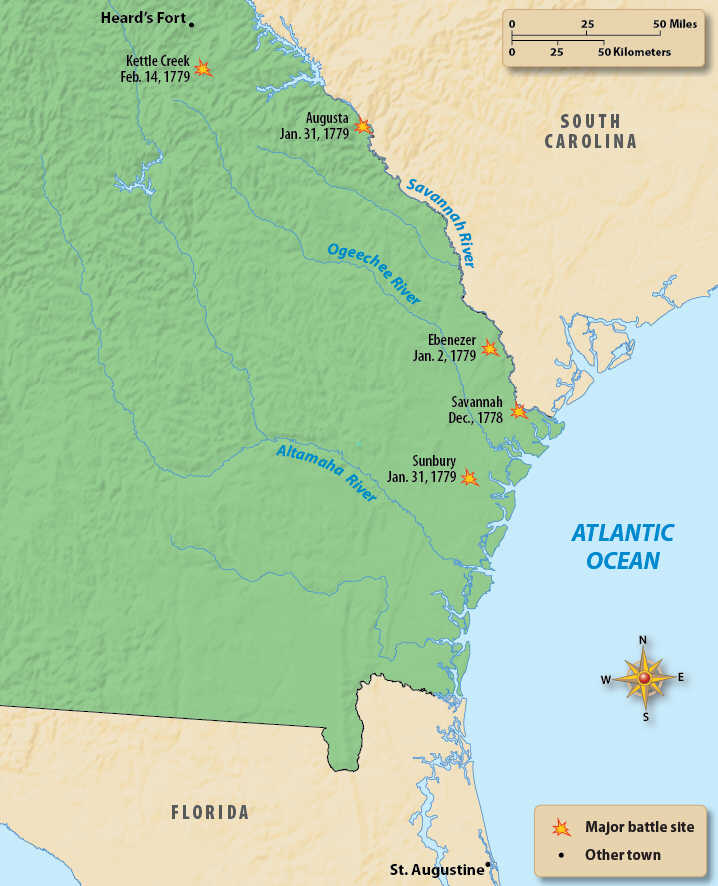 Heard's Fort
0 25 50 Miles
0 25 50 Kilometers
Kettle Creek
Feb. 14, 1779
Augusta
Jan. 31, 1779
SOUTH
CAROLINA
Savannah River
Ogeechee River
Ebenezer
Jan. 2, 1779
Savannah
Dec., 1778
Sunbury
Jan. 31, 1779
Altamaha River
ATLANTIC
OCEAN
N
W E
S
FLORIDA
Major battle site
Other town
St. Augustine